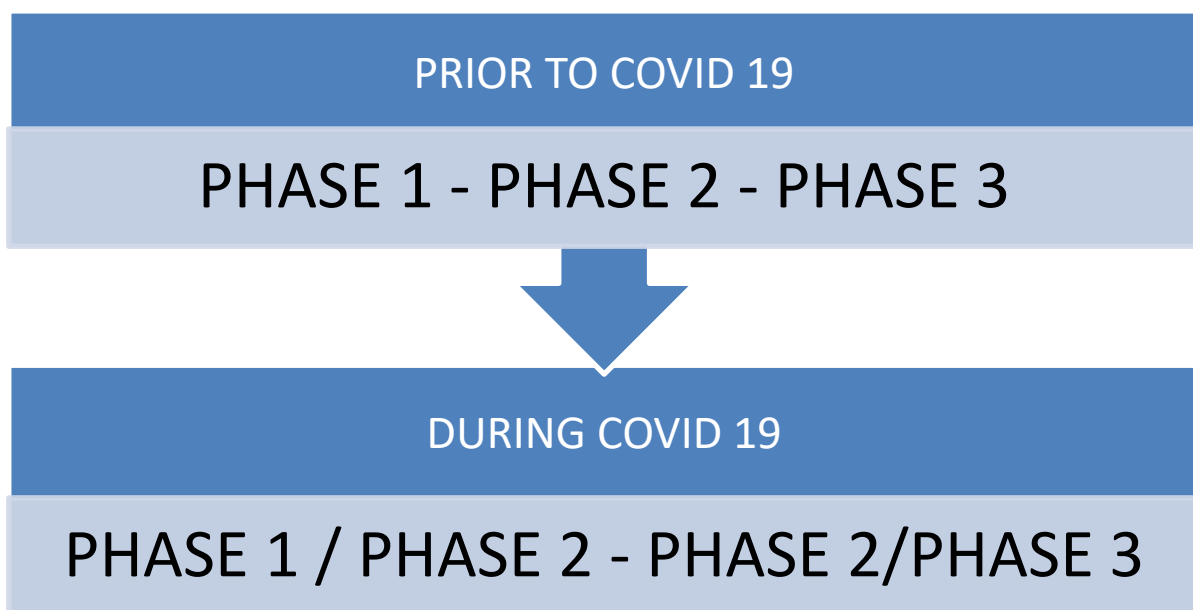 PRIOR TO COVID 19
PHASE 1 - PHASE 2 - PHASE 3
DURING COVID 19
PHASE 1 / PHASE 2 - PHASE 2/PHASE 3